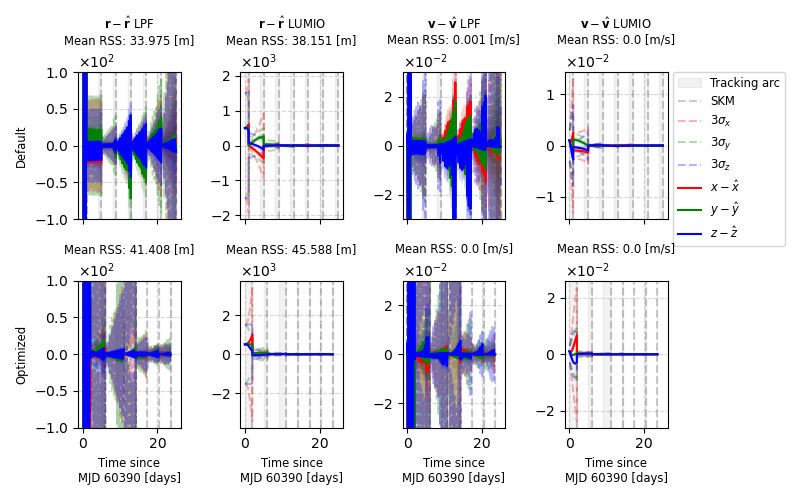 r − r̂ LPF
Mean RSS: 33.975 [m]
r − r̂ LUMIO
Mean RSS: 38.151 [m]
v − v̂ LPF
Mean RSS: 0.001 [m/s]
v − v̂ LUMIO
Mean RSS: 0.0 [m/s]
×10²
×10³
×10⁻²
×10⁻²
Default
1.0
0.5
0.0
−0.5
−1.0
2
1
0
−1
−2
2
0
−2
1
0
−1
Tracking arc
SKM
3σₓ
3σᵧ
3σ_z
x − x̂
y − ŷ
z − ẑ
Mean RSS: 41.408 [m]
Mean RSS: 45.588 [m]
Mean RSS: 0.0 [m/s]
Mean RSS: 0.0 [m/s]
×10²
×10³
×10⁻²
×10⁻²
Optimized
1.0
0.5
0.0
−0.5
−1.0
2
0
−2
2
0
−2
2
0
−2
0 20
0 20
0 20
0 20
Time since
MJD 60390 [days]
Time since
MJD 60390 [days]
Time since
MJD 60390 [days]
Time since
MJD 60390 [days]